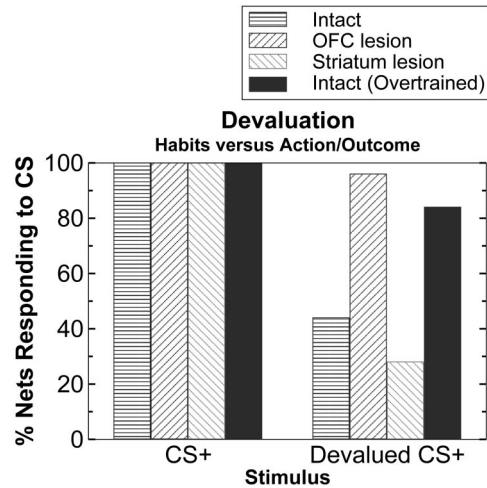 Intact
OFC lesion
Striatum lesion
Intact (Overtrained)
Devaluation
Habits versus Action/Outcome
% Nets Responding to CS
100
80
60
40
20
0
CS+
Devalued CS+
Stimulus